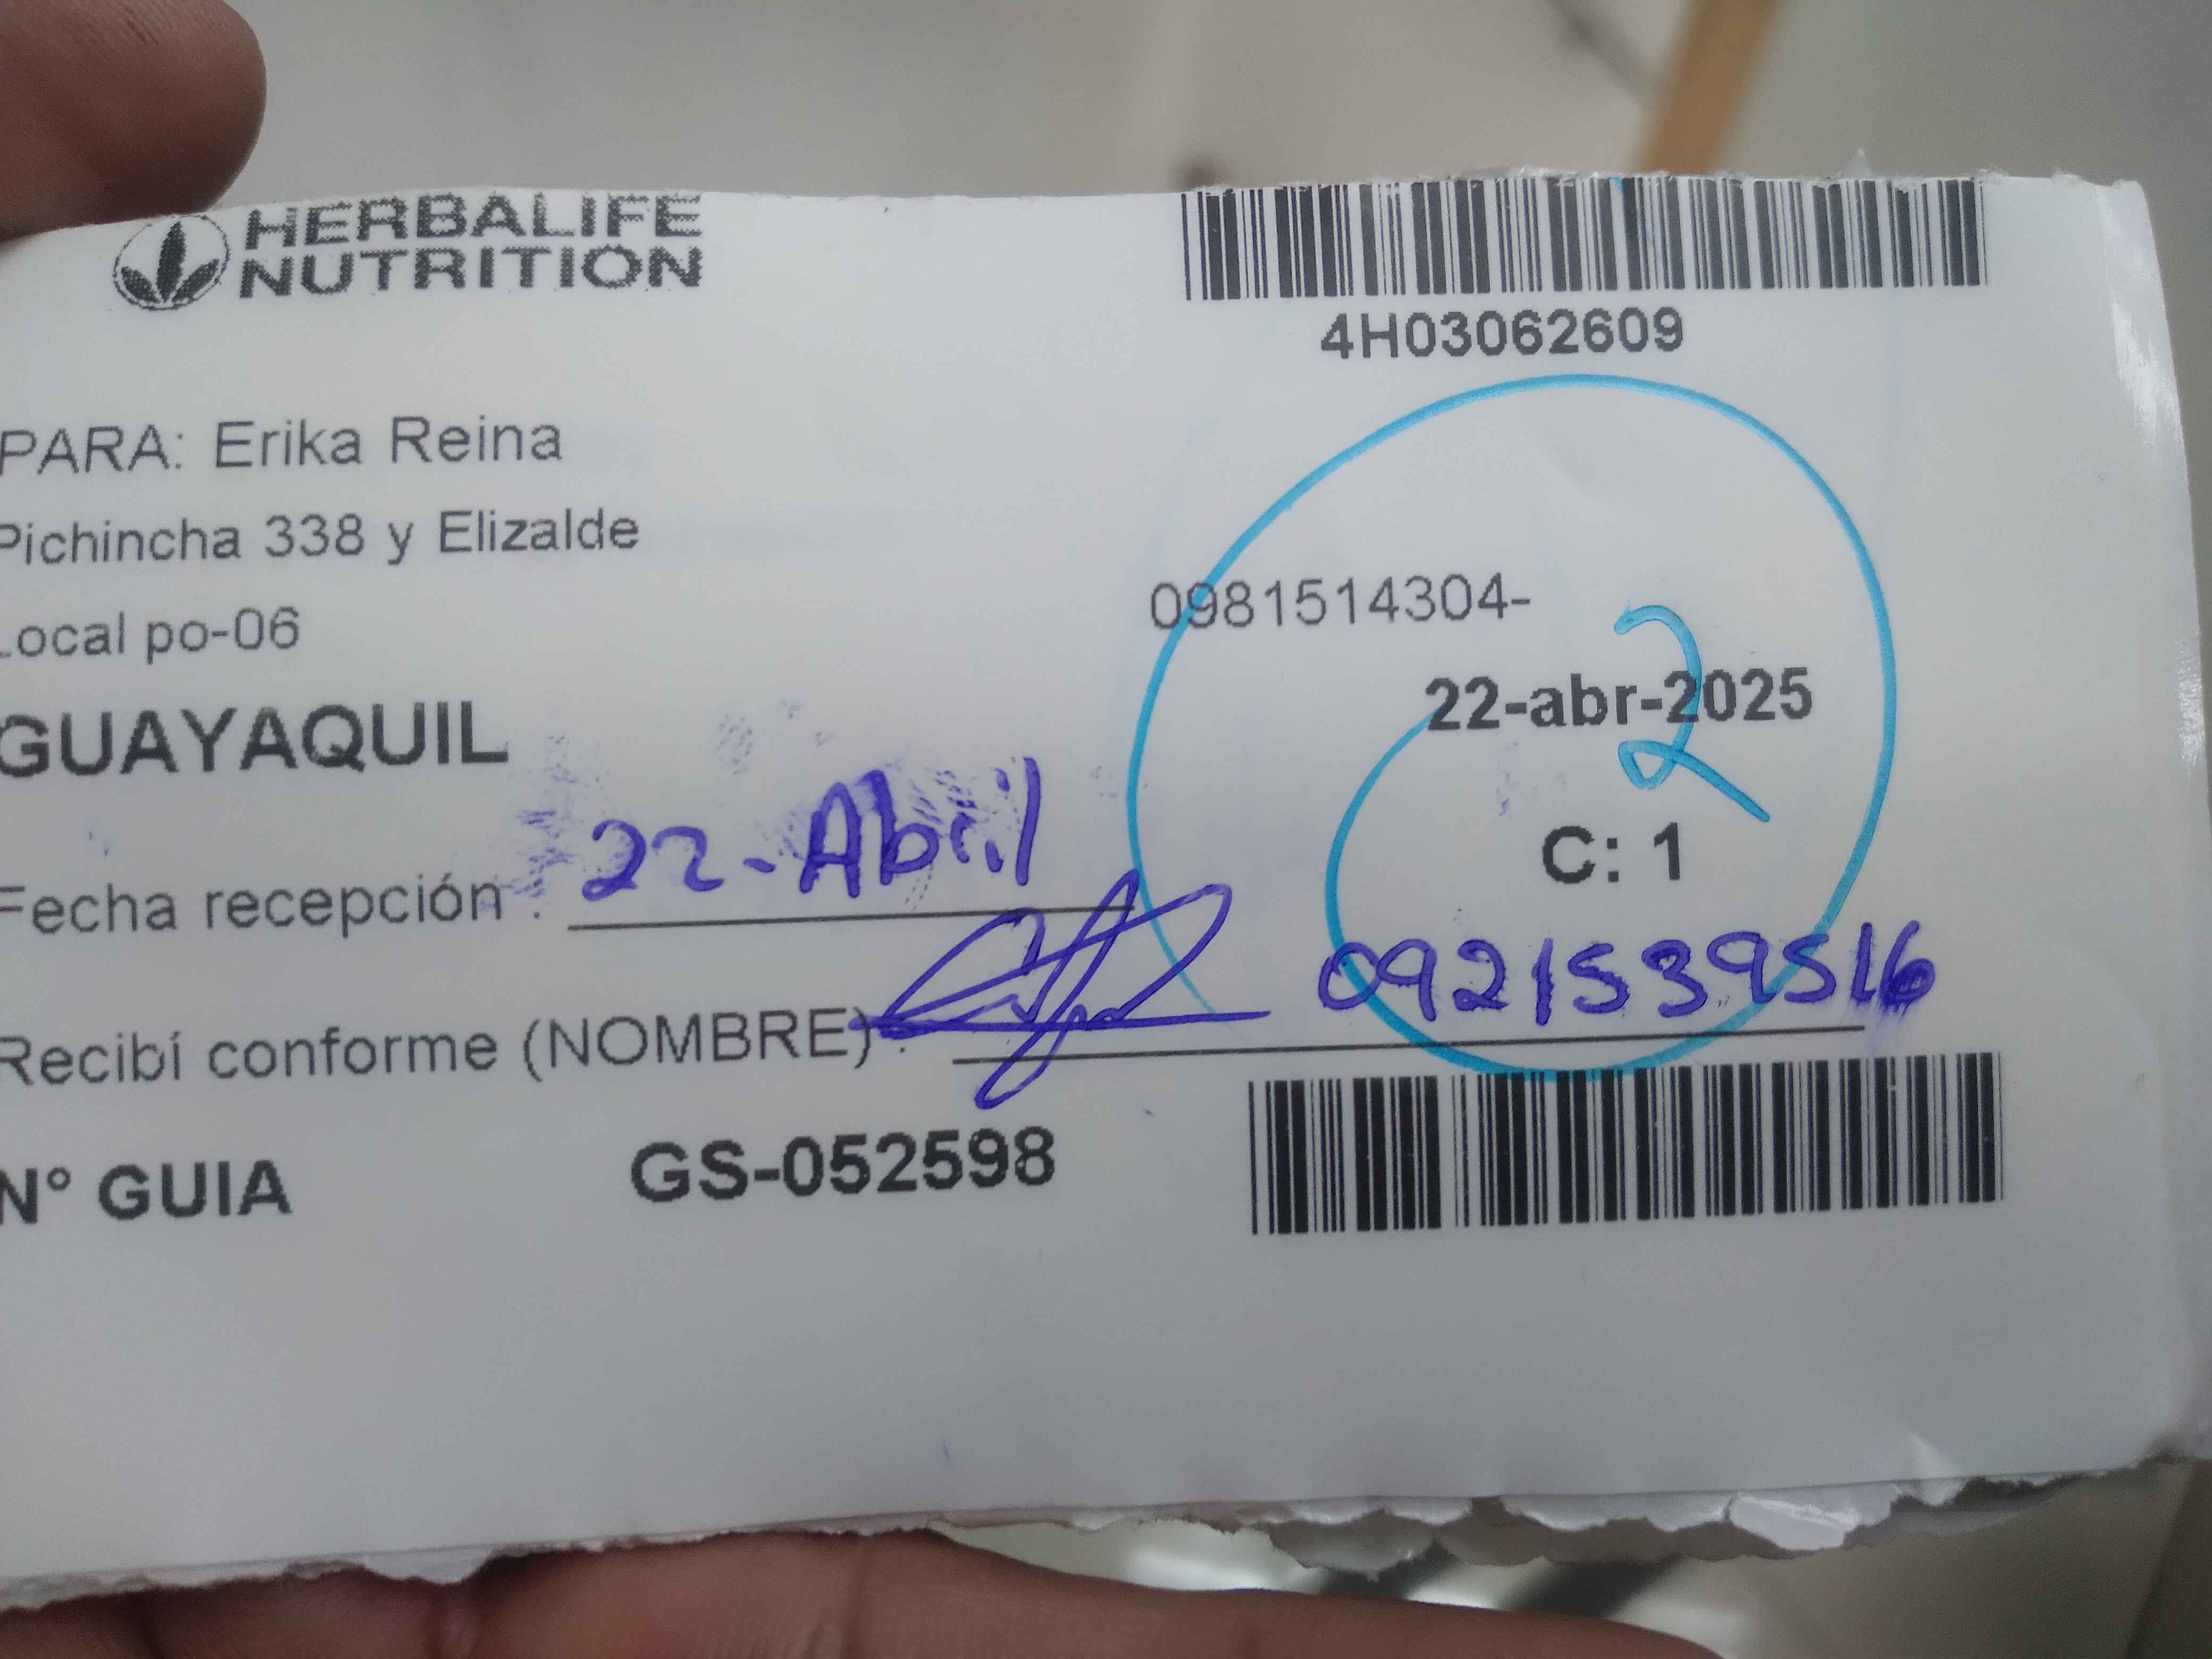 HERBALIFE
NUTRITION
4H03062609
PARA: Erika Reina
Pichincha 338 y Elizalde
Local po-06
0981514304-
2
GUAYAQUIL
22-abr-2025
C: 1
Fecha recepción : 22-Abril
Recibí conforme (NOMBRE) : 0921539516
N° GUIA GS-052598